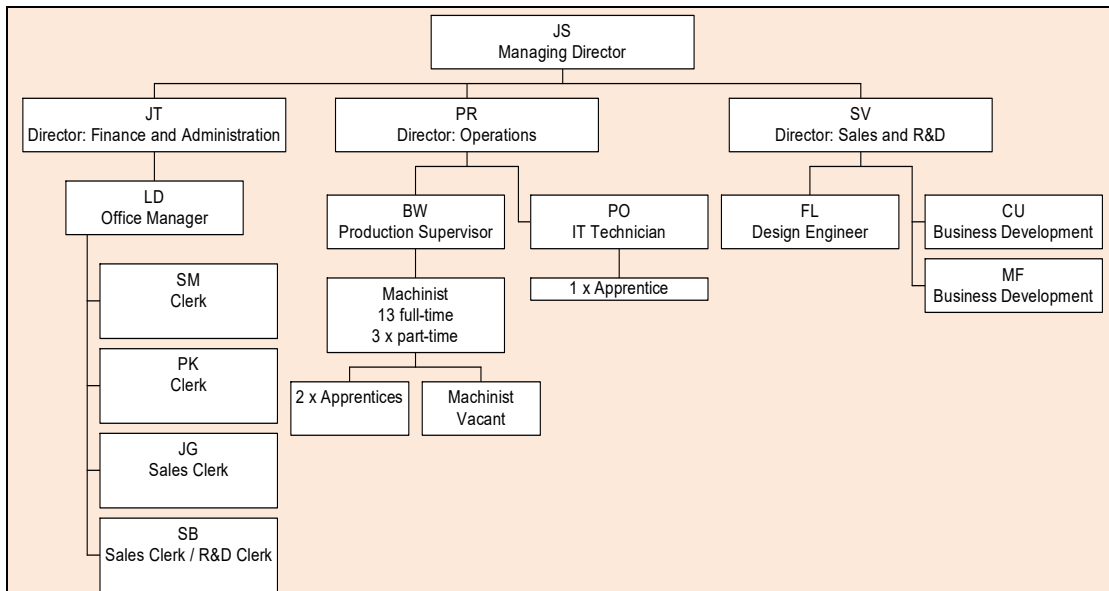 JS
Managing Director
JT
Director: Finance and Administration
PR
Director: Operations
SV
Director: Sales and R&D
LD
Office Manager
BW
Production Supervisor
PO
IT Technician
FL
Design Engineer
CU
Business Development
MF
Business Development
SM
Clerk
Machinist
13 full-time
3 x part-time
1 x Apprentice
PK
Clerk
2 x Apprentices
Machinist
Vacant
JG
Sales Clerk
SB
Sales Clerk / R&D Clerk